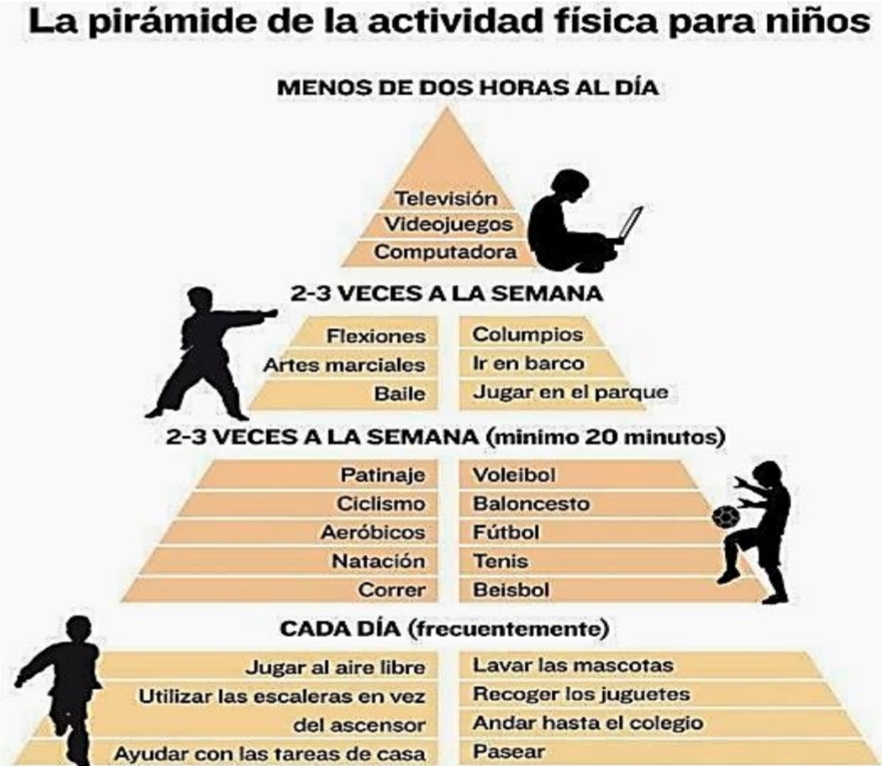 La pirámide de la actividad física para niños
MENOS DE DOS HORAS AL DÍA
Televisión
Videojuegos
Computadora
2-3 VECES A LA SEMANA
Flexiones
Artes marciales
Baile
Columpios
Ir en barco
Jugar en el parque
2-3 VECES A LA SEMANA (minimo 20 minutos)
Patinaje
Ciclismo
Aeróbicos
Natación
Correr
Voleibol
Baloncesto
Fútbol
Tenis
Beisbol
CADA DÍA (frecuentemente)
Jugar al aire libre
Utilizar las escaleras en vez
del ascensor
Ayudar con las tareas de casa
Lavar las mascotas
Recoger los juguetes
Andar hasta el colegio
Pasear